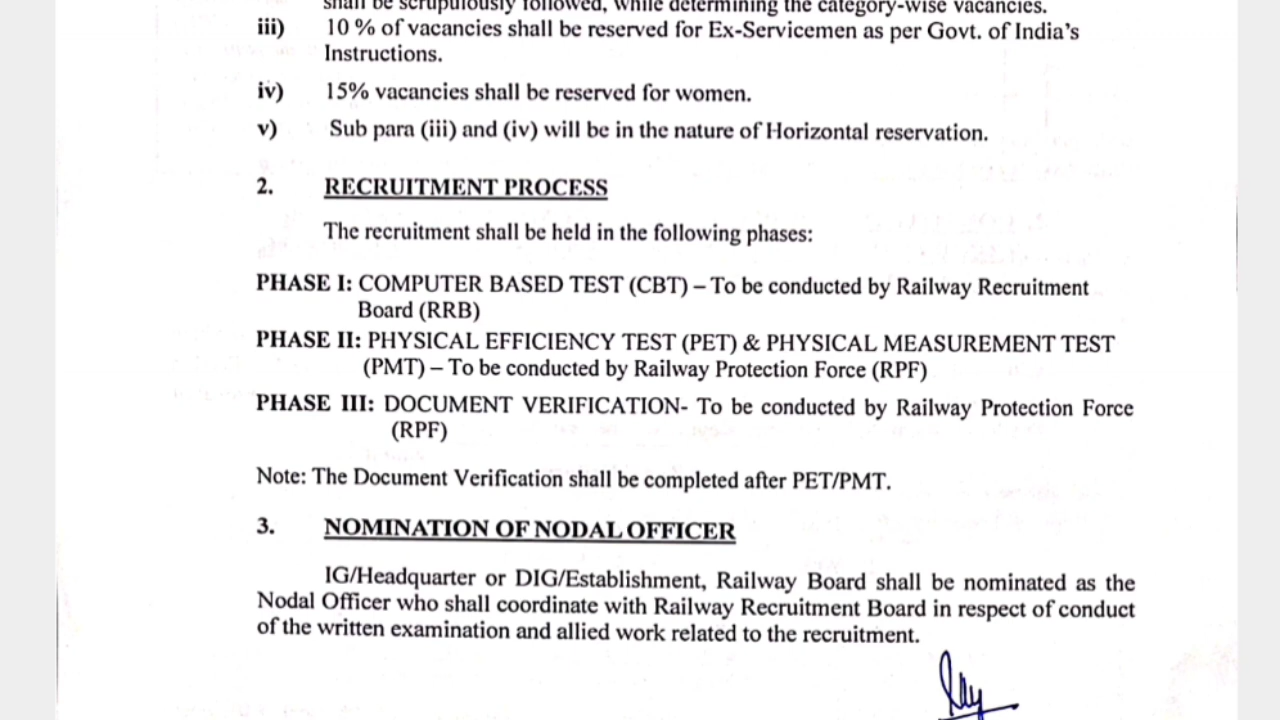 shall be scrupulously followed, while determining the category-wise vacancies.
iii) 10 % of vacancies shall be reserved for Ex-Servicemen as per Govt. of India's
Instructions.
iv) 15% vacancies shall be reserved for women.
v) Sub para (iii) and (iv) will be in the nature of Horizontal reservation.
2. RECRUITMENT PROCESS
The recruitment shall be held in the following phases:
PHASE I: COMPUTER BASED TEST (CBT) – To be conducted by Railway Recruitment
Board (RRB)
PHASE II: PHYSICAL EFFICIENCY TEST (PET) & PHYSICAL MEASUREMENT TEST
(PMT) – To be conducted by Railway Protection Force (RPF)
PHASE III: DOCUMENT VERIFICATION- To be conducted by Railway Protection Force
(RPF)
Note: The Document Verification shall be completed after PET/PMT.
3. NOMINATION OF NODAL OFFICER
IG/Headquarter or DIG/Establishment, Railway Board shall be nominated as the
Nodal Officer who shall coordinate with Railway Recruitment Board in respect of conduct
of the written examination and allied work related to the recruitment.